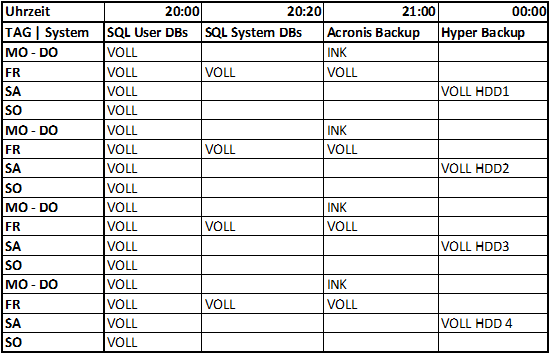 Uhrzeit 20:00 20:20 21:00 00:00
TAG | System SQL User DBs SQL System DBs Acronis Backup Hyper Backup
MO - DO VOLL INK
FR VOLL VOLL VOLL
SA VOLL VOLL HDD1
SO VOLL
MO - DO VOLL INK
FR VOLL VOLL VOLL
SA VOLL VOLL HDD2
SO VOLL
MO - DO VOLL INK
FR VOLL VOLL VOLL
SA VOLL VOLL HDD3
SO VOLL
MO - DO VOLL INK
FR VOLL VOLL VOLL
SA VOLL VOLL HDD 4
SO VOLL